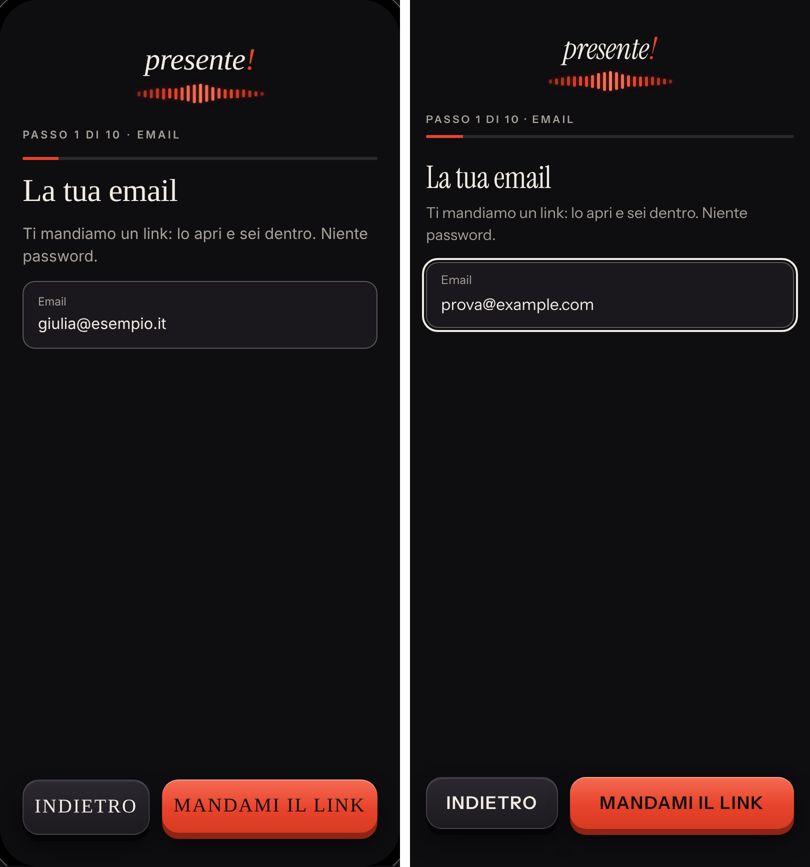 presente!
PASSO 1 DI 10 · EMAIL
La tua email
Ti mandiamo un link: lo apri e sei dentro. Niente
password.
Email
giulia@esempio.it
INDIETRO
MANDAMI IL LINK
presente!
PASSO 1 DI 10 · EMAIL
La tua email
Ti mandiamo un link: lo apri e sei dentro. Niente
password.
Email
prova@example.com
INDIETRO
MANDAMI IL LINK